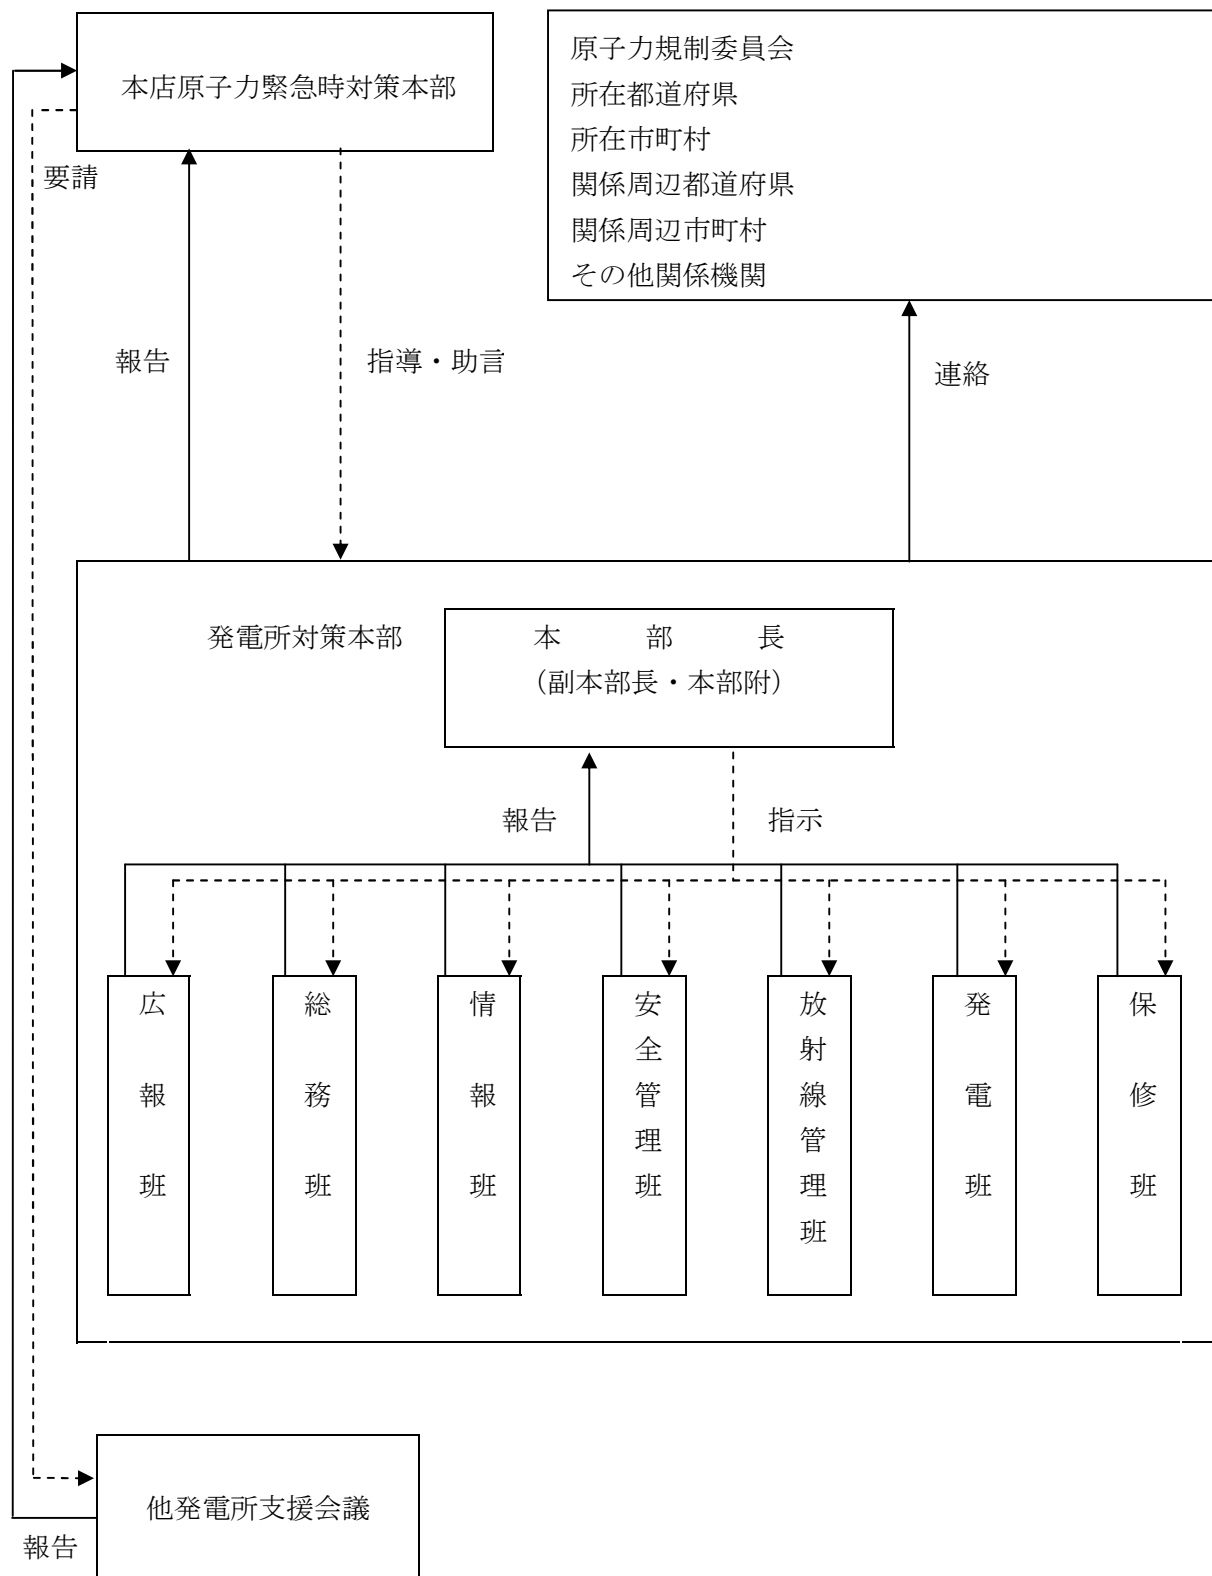 本店原子力緊急時対策本部
原子力規制委員会
所在都道府県
所在市町村
関係周辺都道府県
関係周辺市町村
その他関係機関
要請
報告
指導・助言
連絡
発電所対策本部
本部長
（副本部長・本部附）
報告
指示
広報班
総務班
情報班
安全管理班
放射線管理班
発電班
保修班
他発電所支援会議
報告